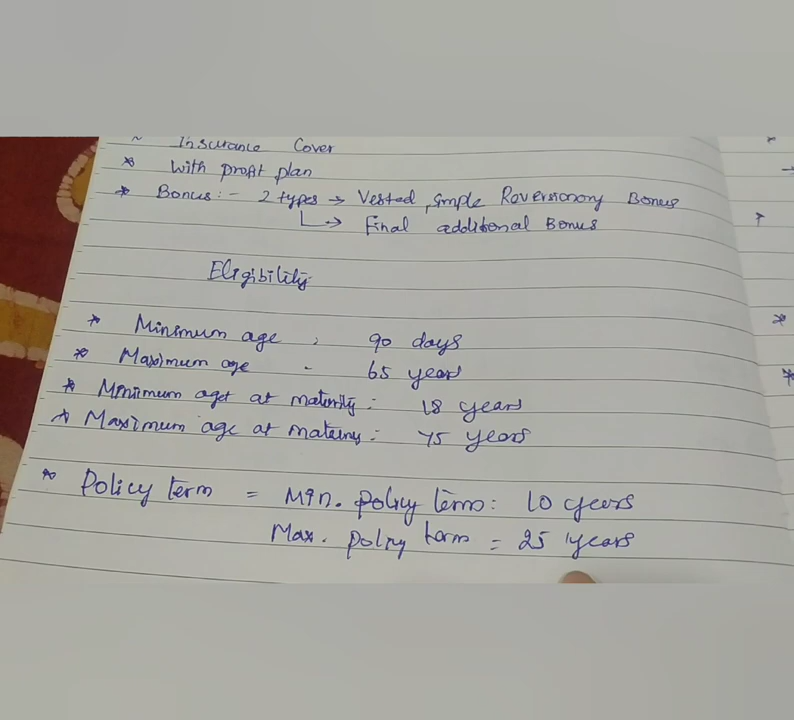 Insurance Cover
* With profit plan
* Bonus:- 2 types → Vested, Simple Reversionary Bonus
↳ Final additional Bonus
Eligibility
* Minimum age : 90 days
* Maximum age - 65 years
* Minimum aget at maturity: 18 years
* Maximum age at maturiny: 75 years
* Policy term = Min. policy term: 10 years
Max. policy term = 25 years